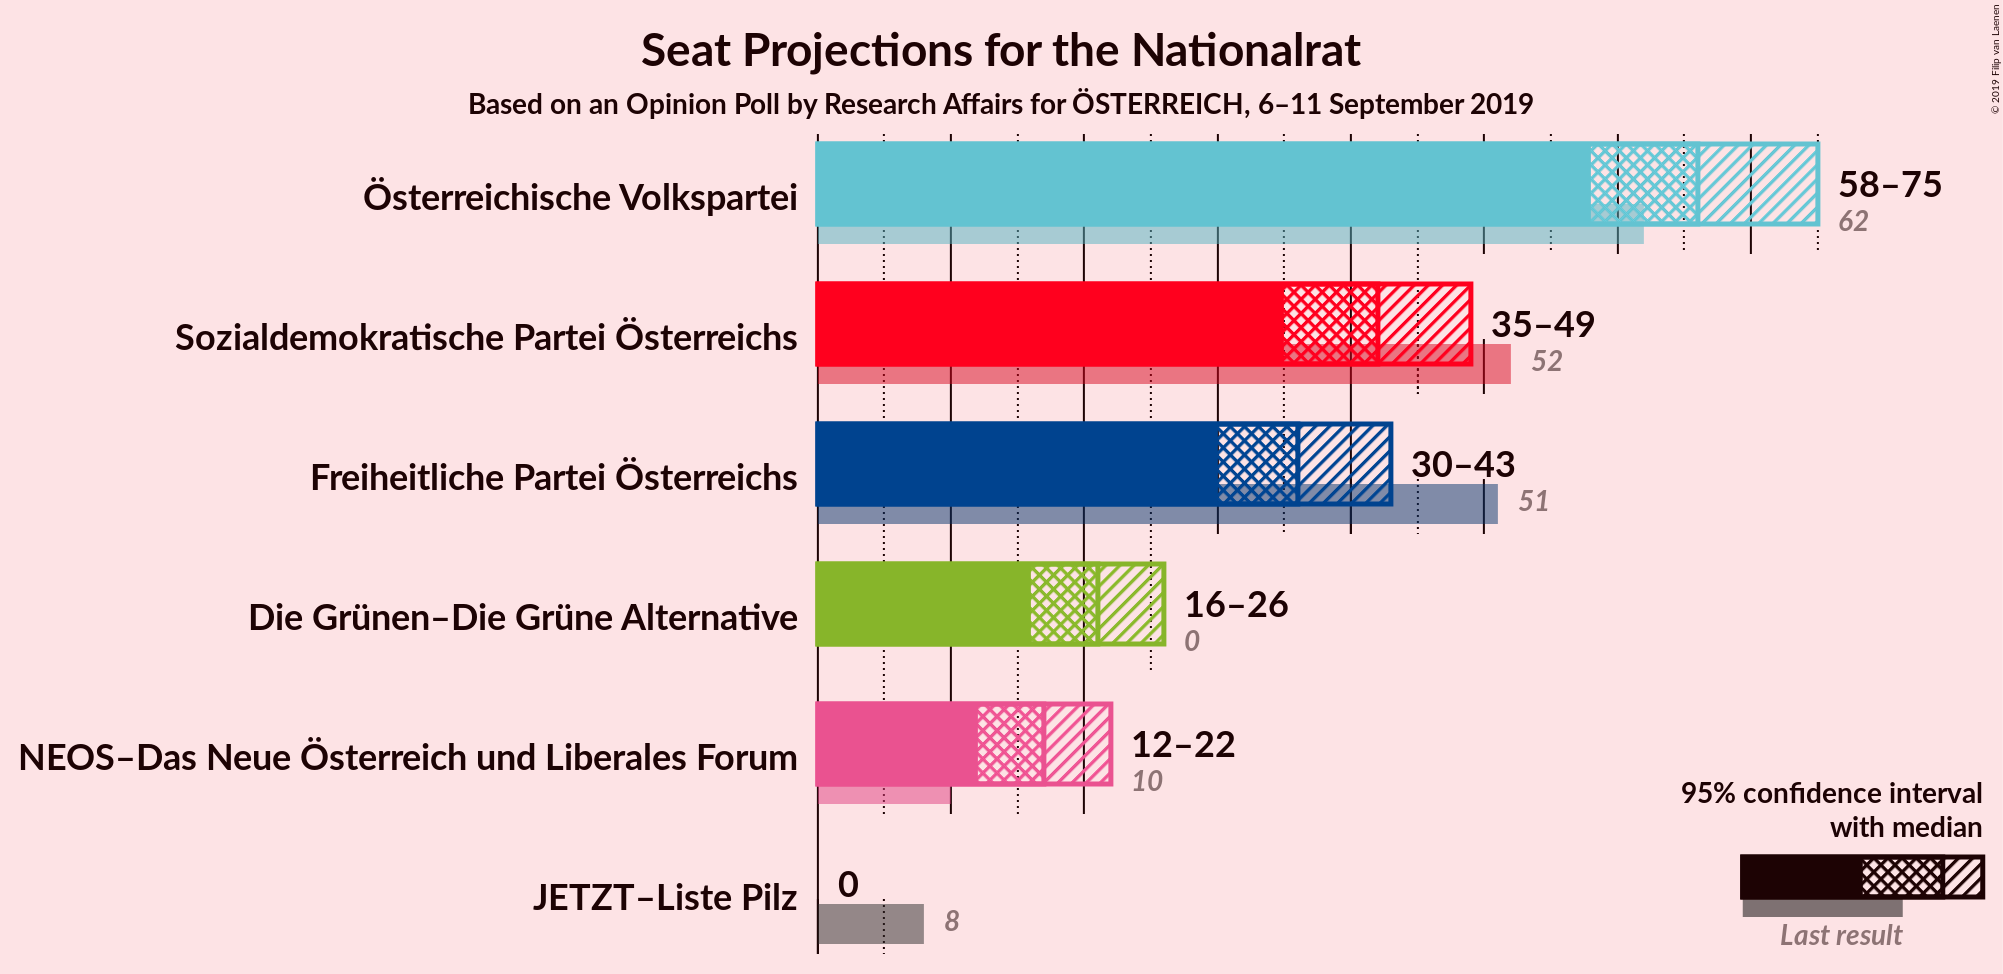 Seat Projections for the Nationalrat
Based on an Opinion Poll by Research Affairs for ÖSTERREICH, 6–11 September 2019
© 2019 Filip van Laenen
Österreichische Volkspartei
58–75
62
Sozialdemokratische Partei Österreichs
35–49
52
Freiheitliche Partei Österreichs
30–43
51
Die Grünen–Die Grüne Alternative
16–26
0
NEOS–Das Neue Österreich und Liberales Forum
12–22
10
JETZT–Liste Pilz
0
8
95% confidence interval
with median
Last result